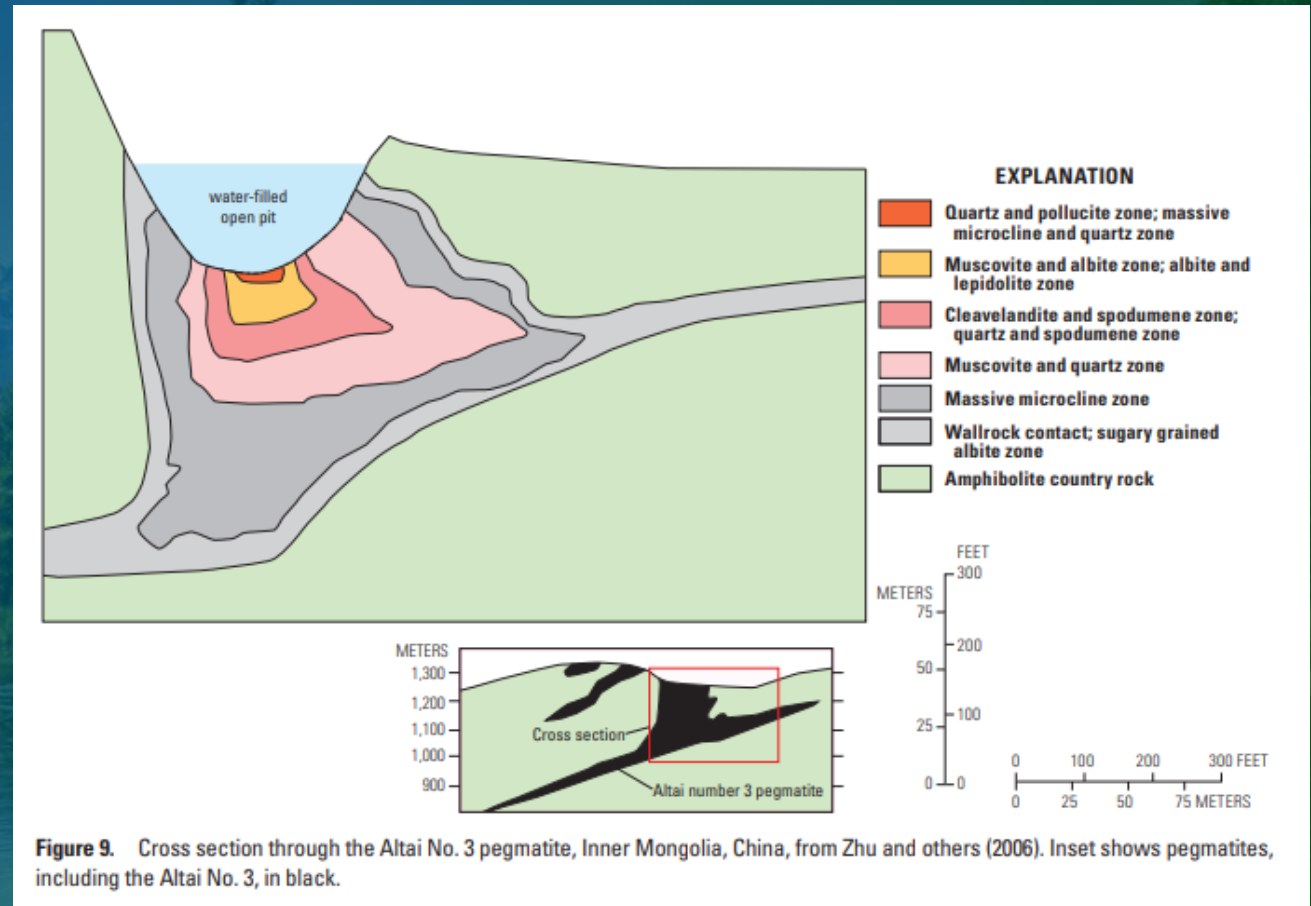 water-filled
open pit
EXPLANATION
Quartz and pollucite zone; massive
microcline and quartz zone
Muscovite and albite zone; albite and
lepidolite zone
Cleavelandite and spodumene zone;
quartz and spodumene zone
Muscovite and quartz zone
Massive microcline zone
Wallrock contact; sugary grained
albite zone
Amphibolite country rock
FEET
300
METERS
75
200
50
100
25
0
0
0 100 200 300 FEET
0 25 50 75 METERS
METERS
1,300
1,200
1,100
1,000
900
Cross section
Altai number 3 pegmatite
Figure 9. Cross section through the Altai No. 3 pegmatite, Inner Mongolia, China, from Zhu and others (2006). Inset shows pegmatites,
including the Altai No. 3, in black.